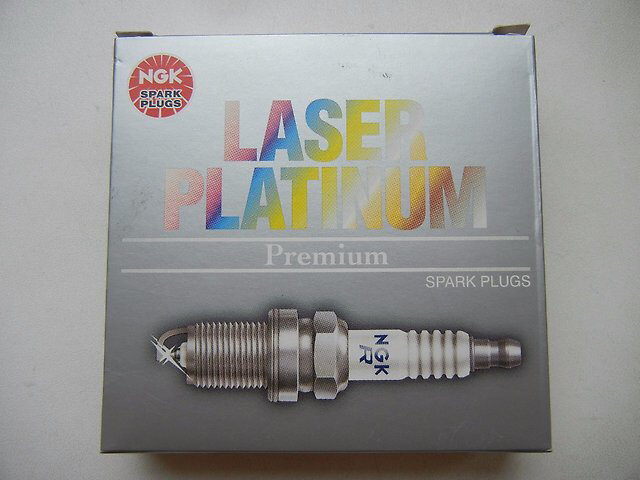 NGK
SPARK
PLUGS
LASER
PLATINUM
Premium
SPARK PLUGS
NGK
R